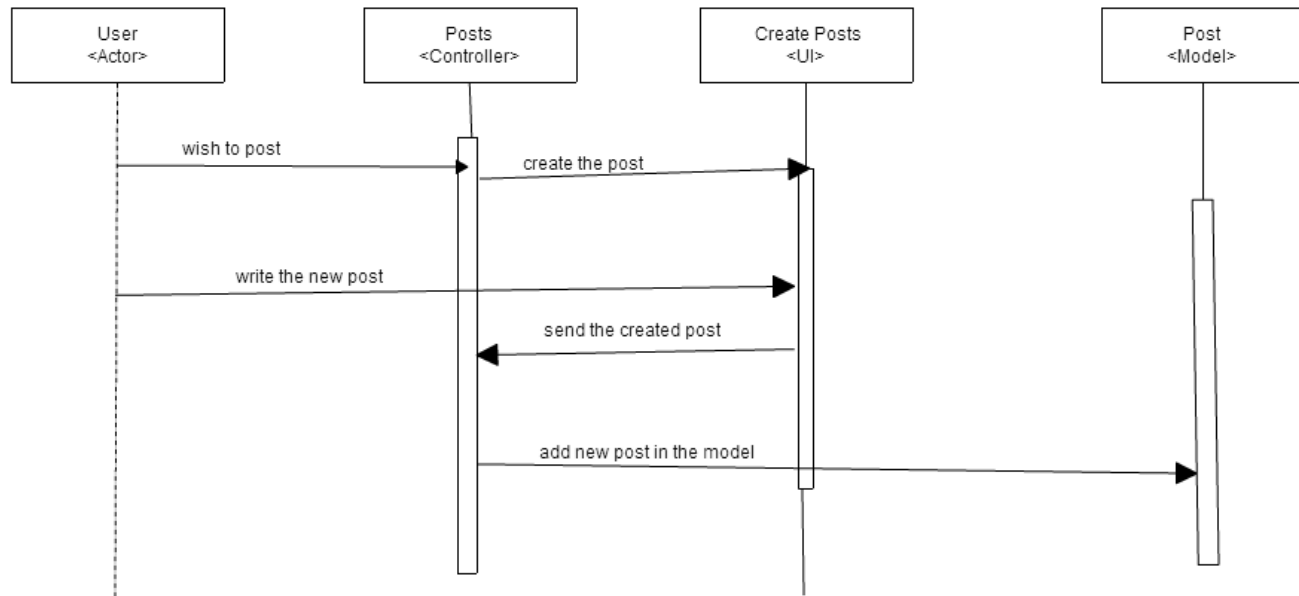 User
<Actor>
Posts
<Controller>
Create Posts
<UI>
Post
<Model>
wish to post
create the post
write the new post
send the created post
add new post in the model